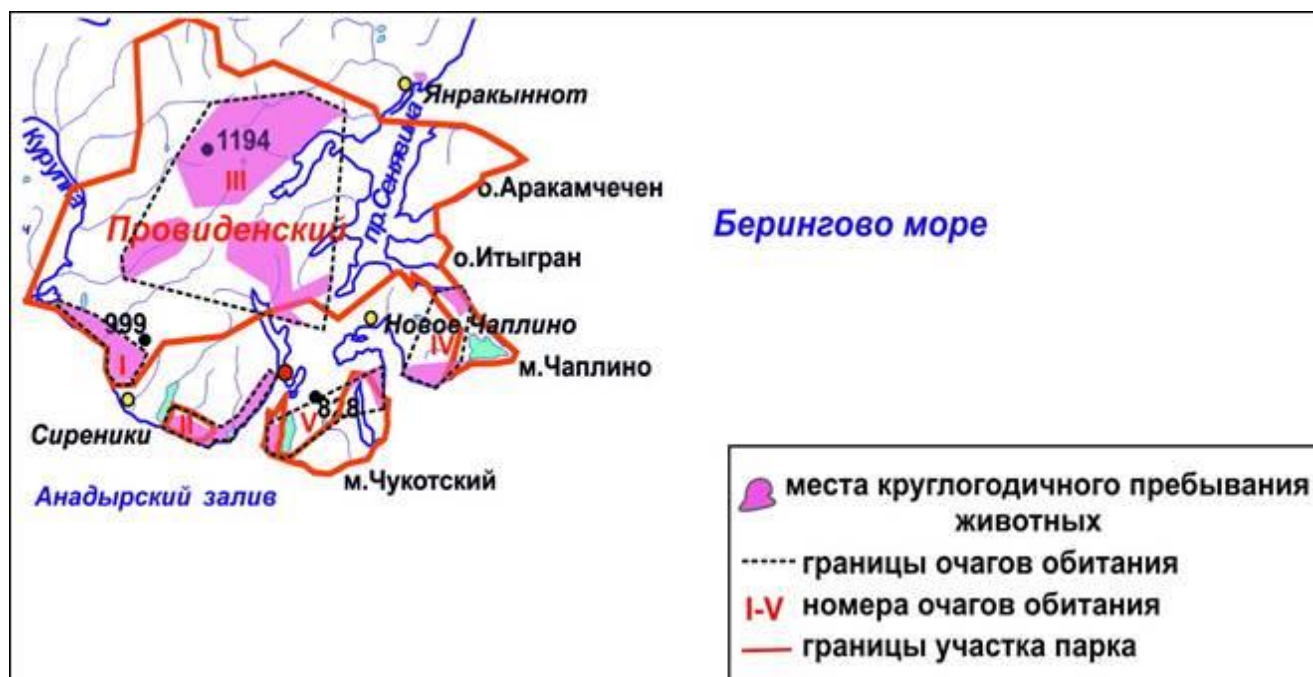 Янракыннот
Курупка
1194
III
пр.Сенявина
о.Аракамчечен
Провиденский
Берингово море
о.Итыгран
999
Новое Чаплино
I
IV
м.Чаплино
Сиреники
II
V
м.Чукотский
Анадырский залив
места круглогодичного пребывания
животных
границы очагов обитания
I-V номера очагов обитания
границы участка парка